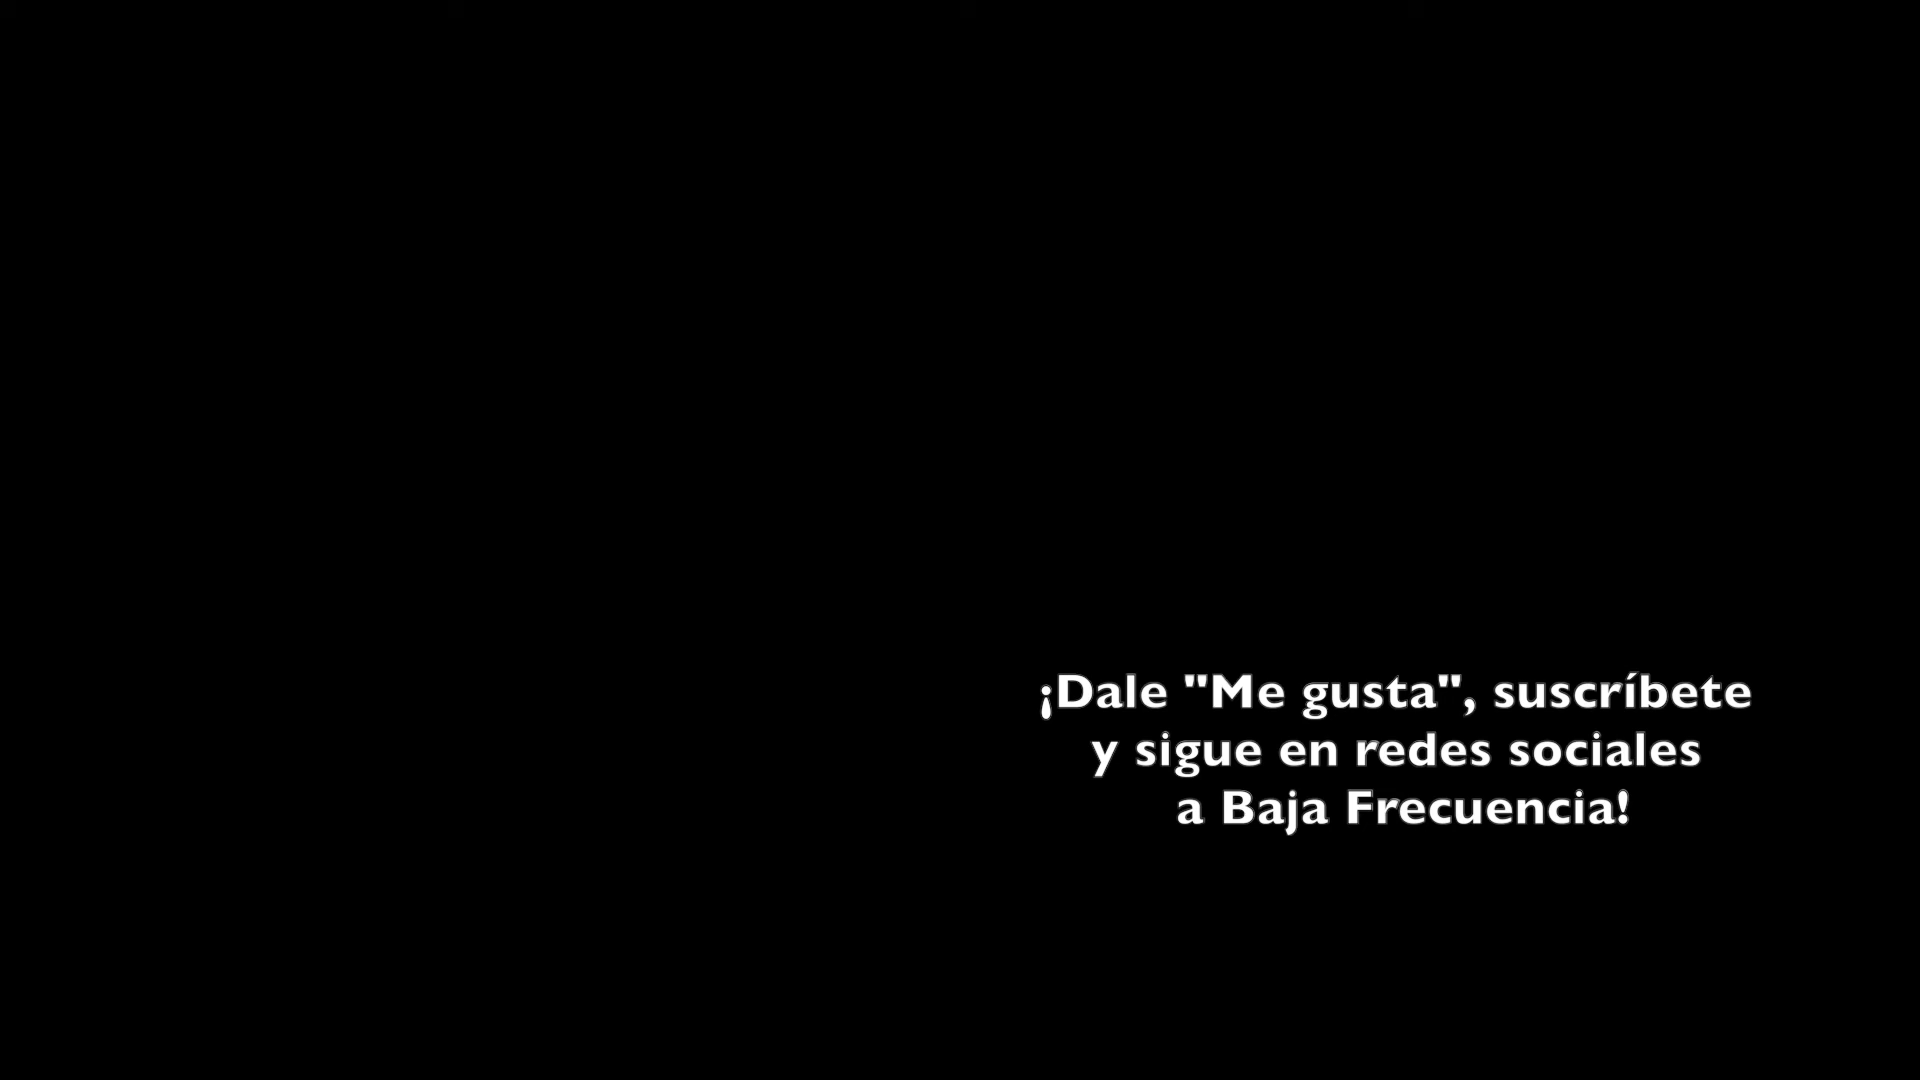 ¡Dale "Me gusta", suscríbete
y sigue en redes sociales
a Baja Frecuencia!